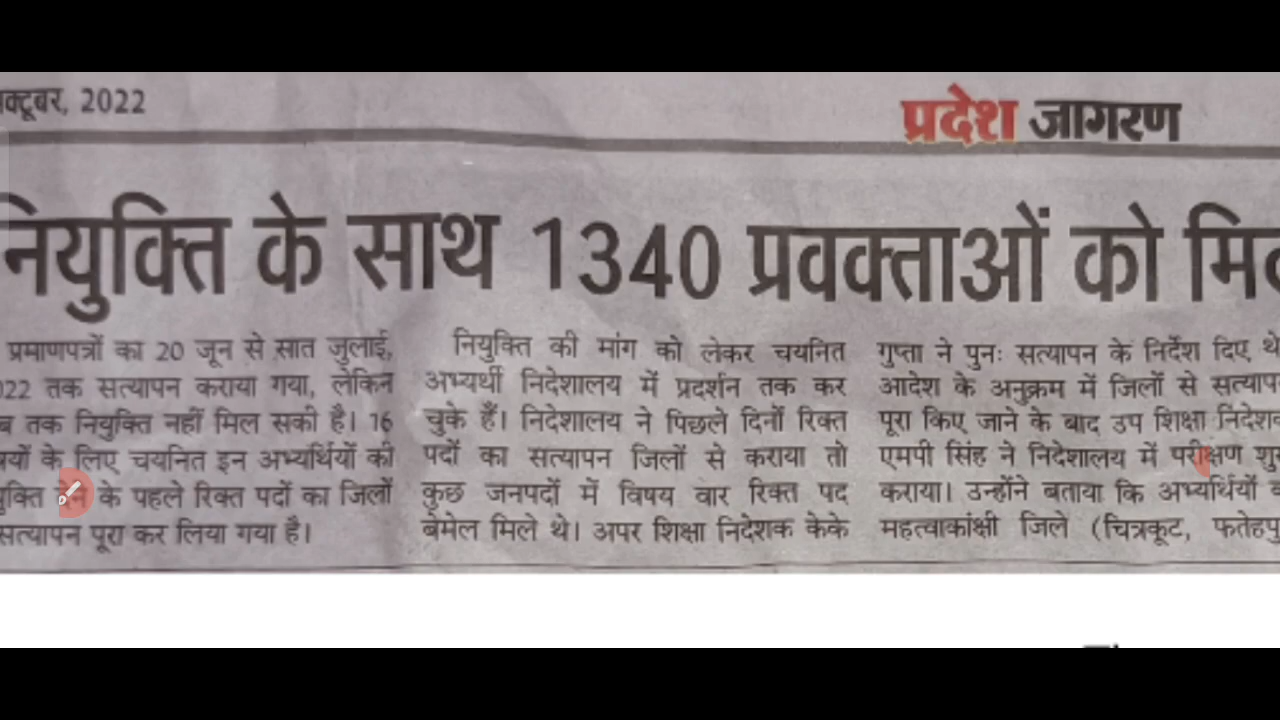 क्टूबर, 2022
प्रदेश जागरण
नियुक्ति के साथ 1340 प्रवक्ताओं को
प्रमाणपत्रों का 20 जून से सात जुलाई,
022 तक सत्यापन कराया गया, लेकिन
ब तक नियुक्ति नहीं मिल सकी है। 16
षयों के लिए चयनित इन अभ्यर्थियों की
युक्ति देने के पहले रिक्त पदों का जिलों
सत्यापन पूरा कर लिया गया है।
नियुक्ति की मांग को लेकर चयनित
अभ्यर्थी निदेशालय में प्रदर्शन तक कर
चुके हैं। निदेशालय ने पिछले दिनों रिक्त
पदों का सत्यापन जिलों से कराया तो
कुछ जनपदों में विषय वार रिक्त पद
बेमेल मिले थे। अपर शिक्षा निदेशक केके
गुप्ता ने पुनः सत्यापन के निर्देश दिए थे
आदेश के अनुक्रम में जिलों से सत्याप
पूरा किए जाने के बाद उप शिक्षा निदेश
एमपी सिंह ने निदेशालय में परीक्षण शु
कराया। उन्होंने बताया कि अभ्यर्थियों
महत्वाकांक्षी जिले (चित्रकूट, फतेहपु